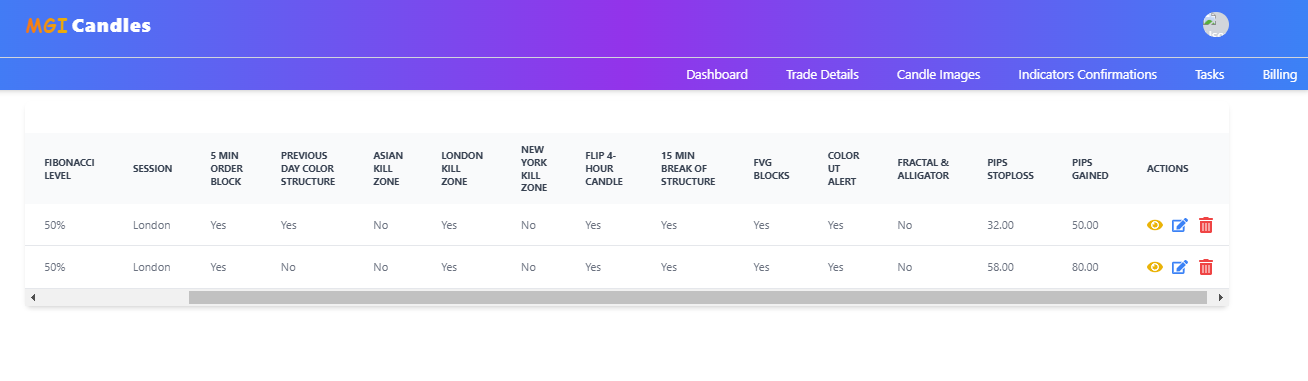 MGI Candles
Dashboard Trade Details Candle Images Indicators Confirmations Tasks Billing
FIBONACCI LEVEL SESSION 5 MIN ORDER BLOCK PREVIOUS DAY COLOR STRUCTURE ASIAN KILL ZONE LONDON KILL ZONE NEW YORK KILL ZONE FLIP 4-HOUR CANDLE 15 MIN BREAK OF STRUCTURE FVG BLOCKS COLOR UT ALERT FRACTAL & ALLIGATOR PIPS STOPLOSS PIPS GAINED ACTIONS
50% London Yes Yes No Yes No Yes Yes Yes Yes No 32.00 50.00
50% London Yes No No Yes No Yes Yes Yes Yes No 58.00 80.00